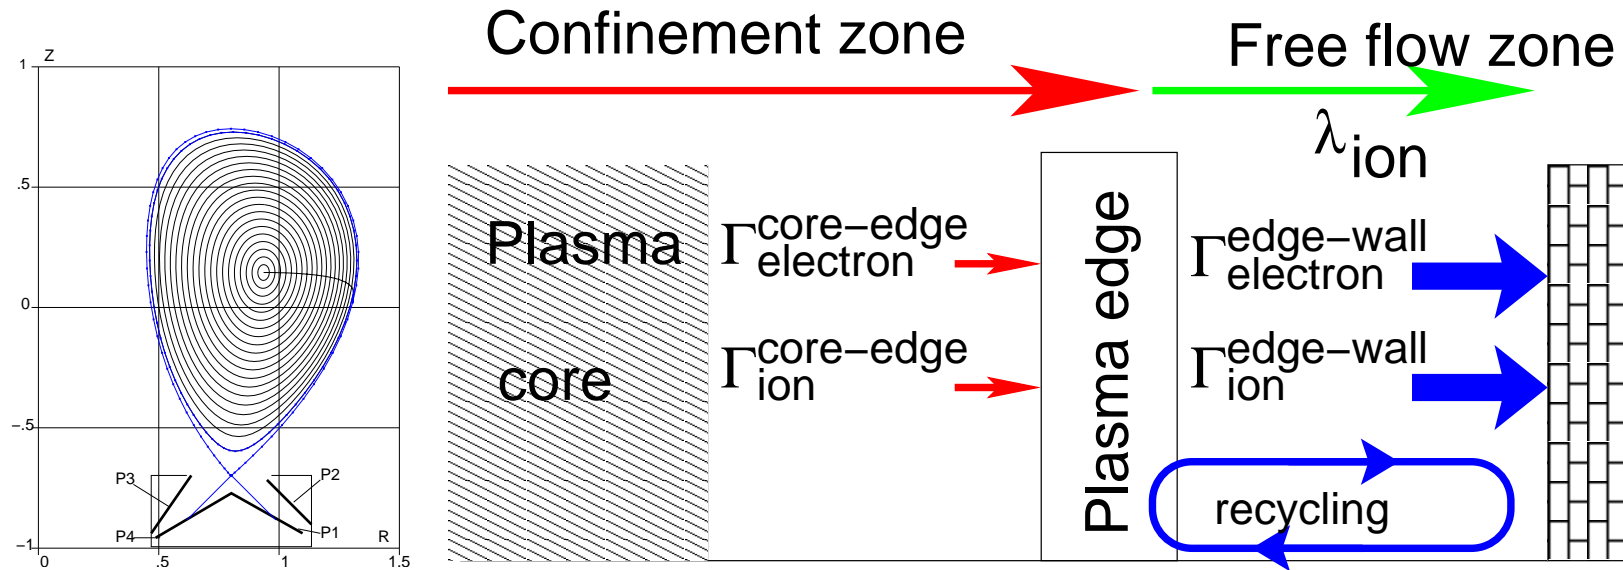 Z
1
.5
0
-.5
-1
0
.5
1
1.5
R
P3
P4
P2
P1
Confinement zone
Free flow zone
λion
Plasma
core
Γcore-edge
electron
Γcore-edge
ion
Plasma edge
Γedge-wall
electron
Γedge-wall
ion
recycling